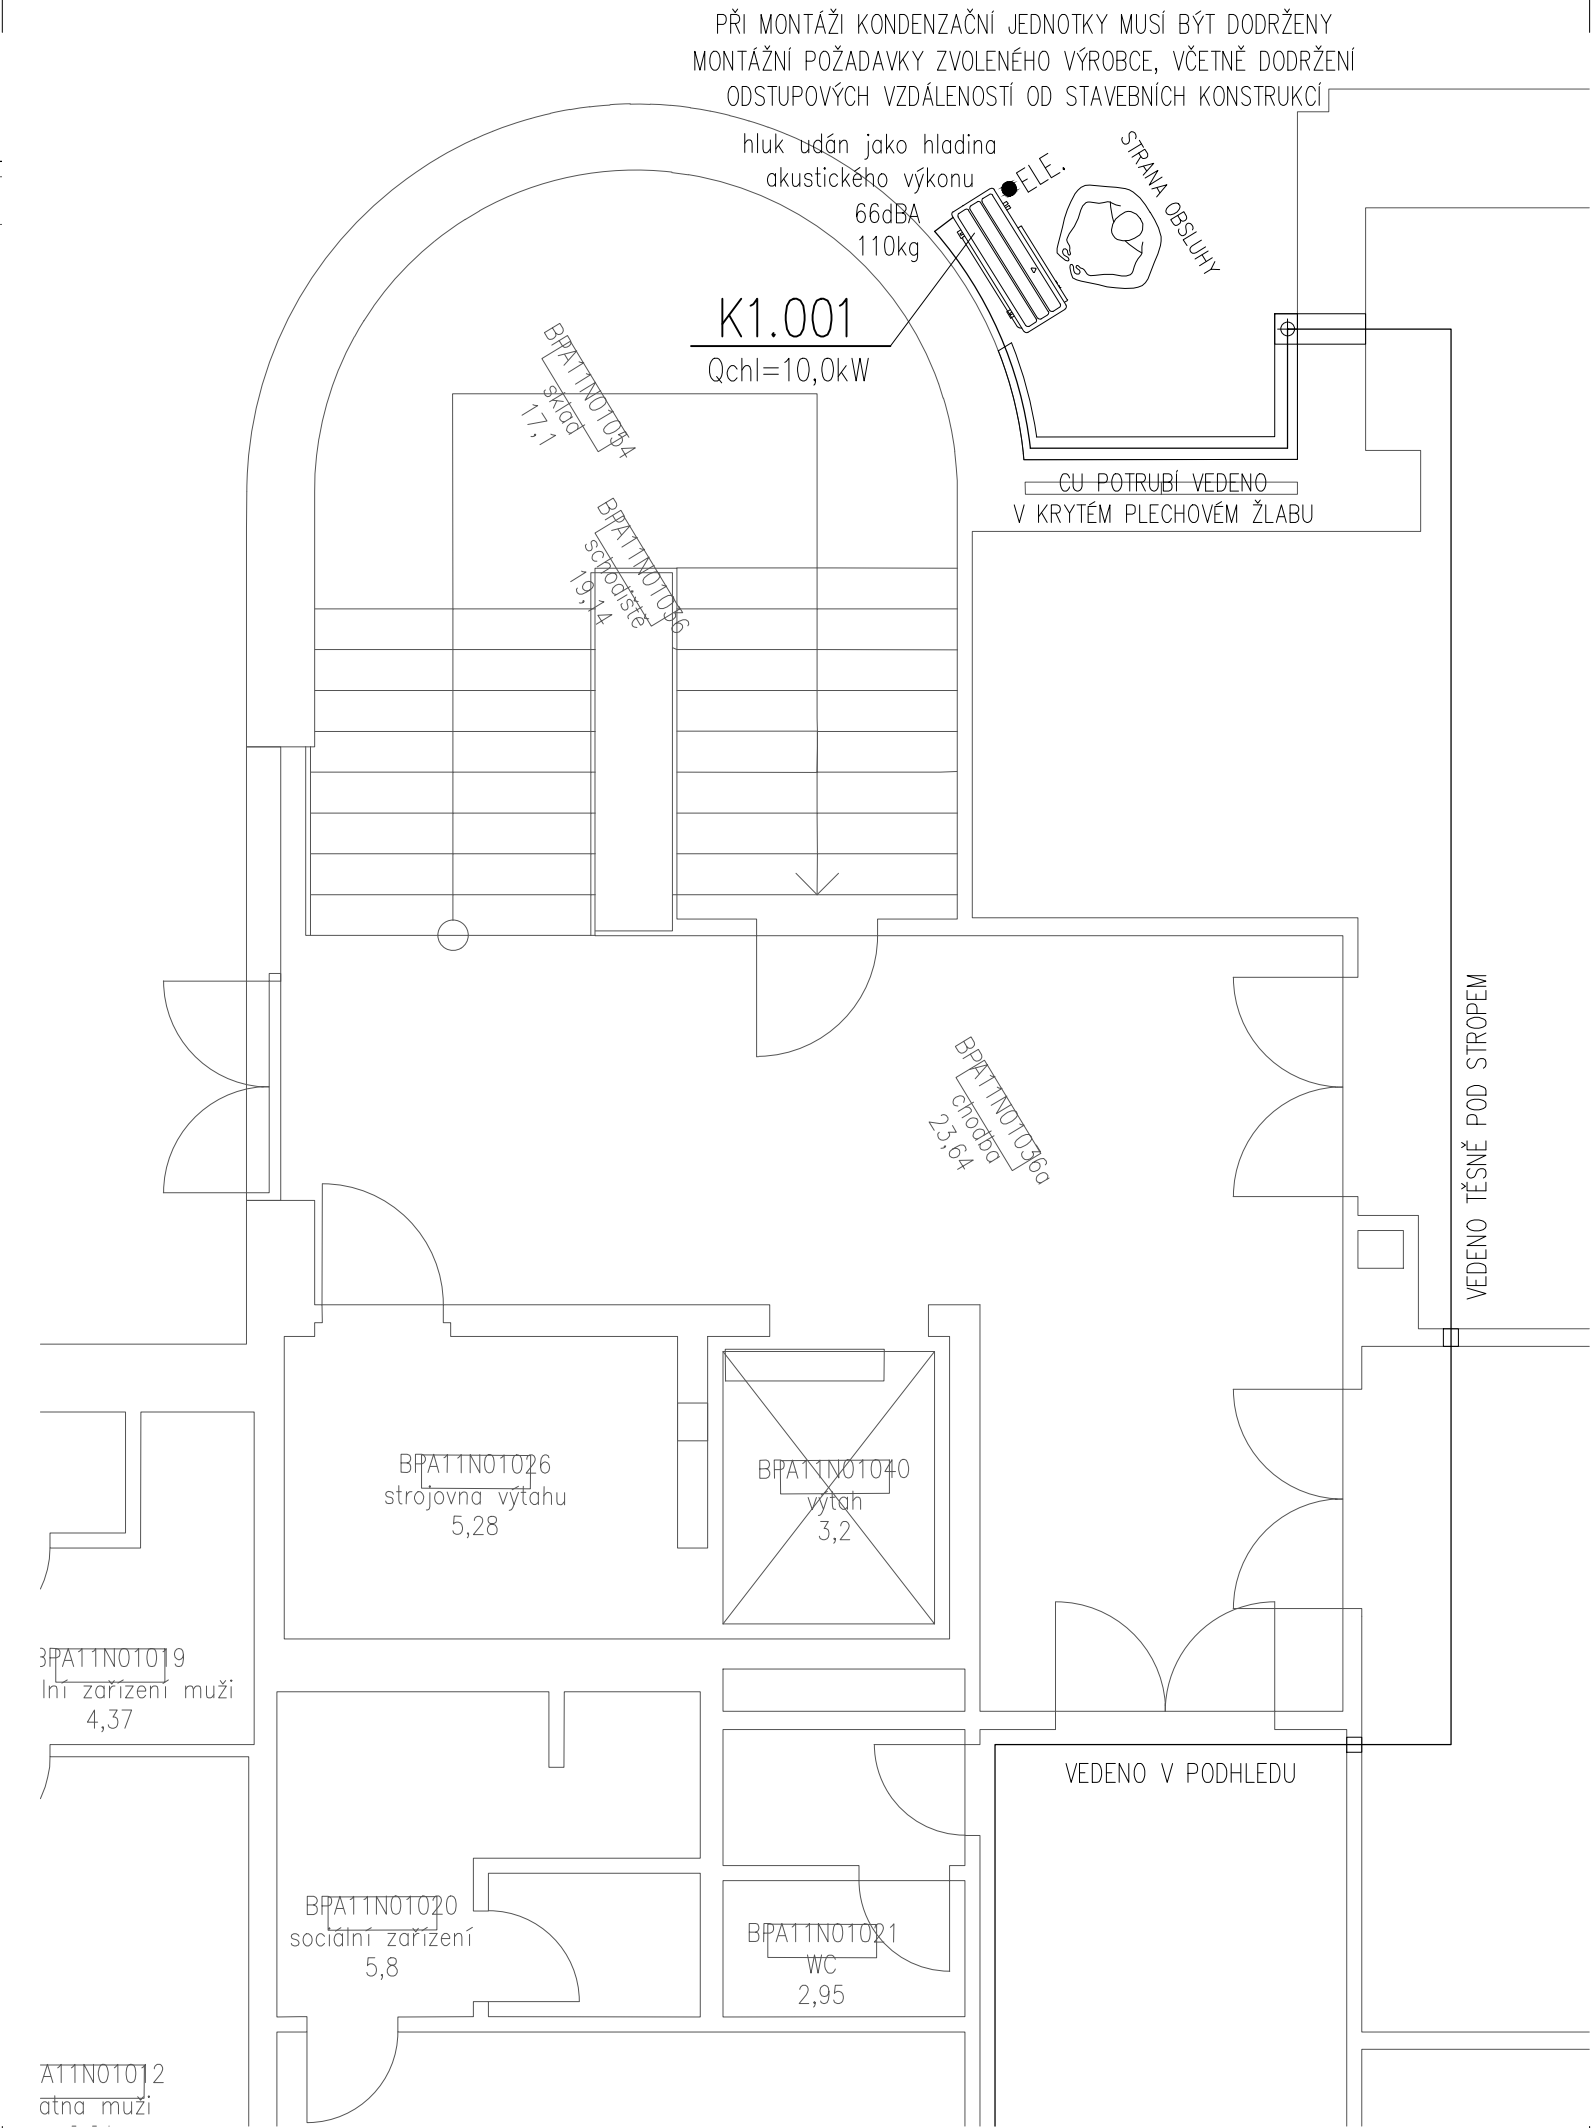 PŘI MONTÁŽI KONDENZAČNÍ JEDNOTKY MUSÍ BÝT DODRŽENY
MONTÁŽNÍ POŽADAVKY ZVOLENÉHO VÝROBCE, VČETNĚ DODRŽENÍ
ODSTUPOVÝCH VZDÁLENOSTÍ OD STAVEBNÍCH KONSTRUKCÍ
hluk udán jako hladina
akustického výkonu
66dBA
110kg
ELE.
STRANA OBSLUHY
K1.001
Qchl=10,0kW
BPA11N01034
sklad
17,1
CU POTRUBÍ VEDENO
V KRYTÉM PLECHOVÉM ŽLABU
BPA11N01036
schodiště
19,14
VEDENO TĚSNĚ POD STROPEM
BPA11N01036a
chodba
23,64
BPA11N01026
strojovna výtahu
5,28
BPA11N01040
výtah
3,2
BPA11N01019
lní zařízení muži
4,37
VEDENO V PODHLEDU
BPA11N01020
sociální zařízení
5,8
BPA11N01021
WC
2,95
A11N01012
atna muži